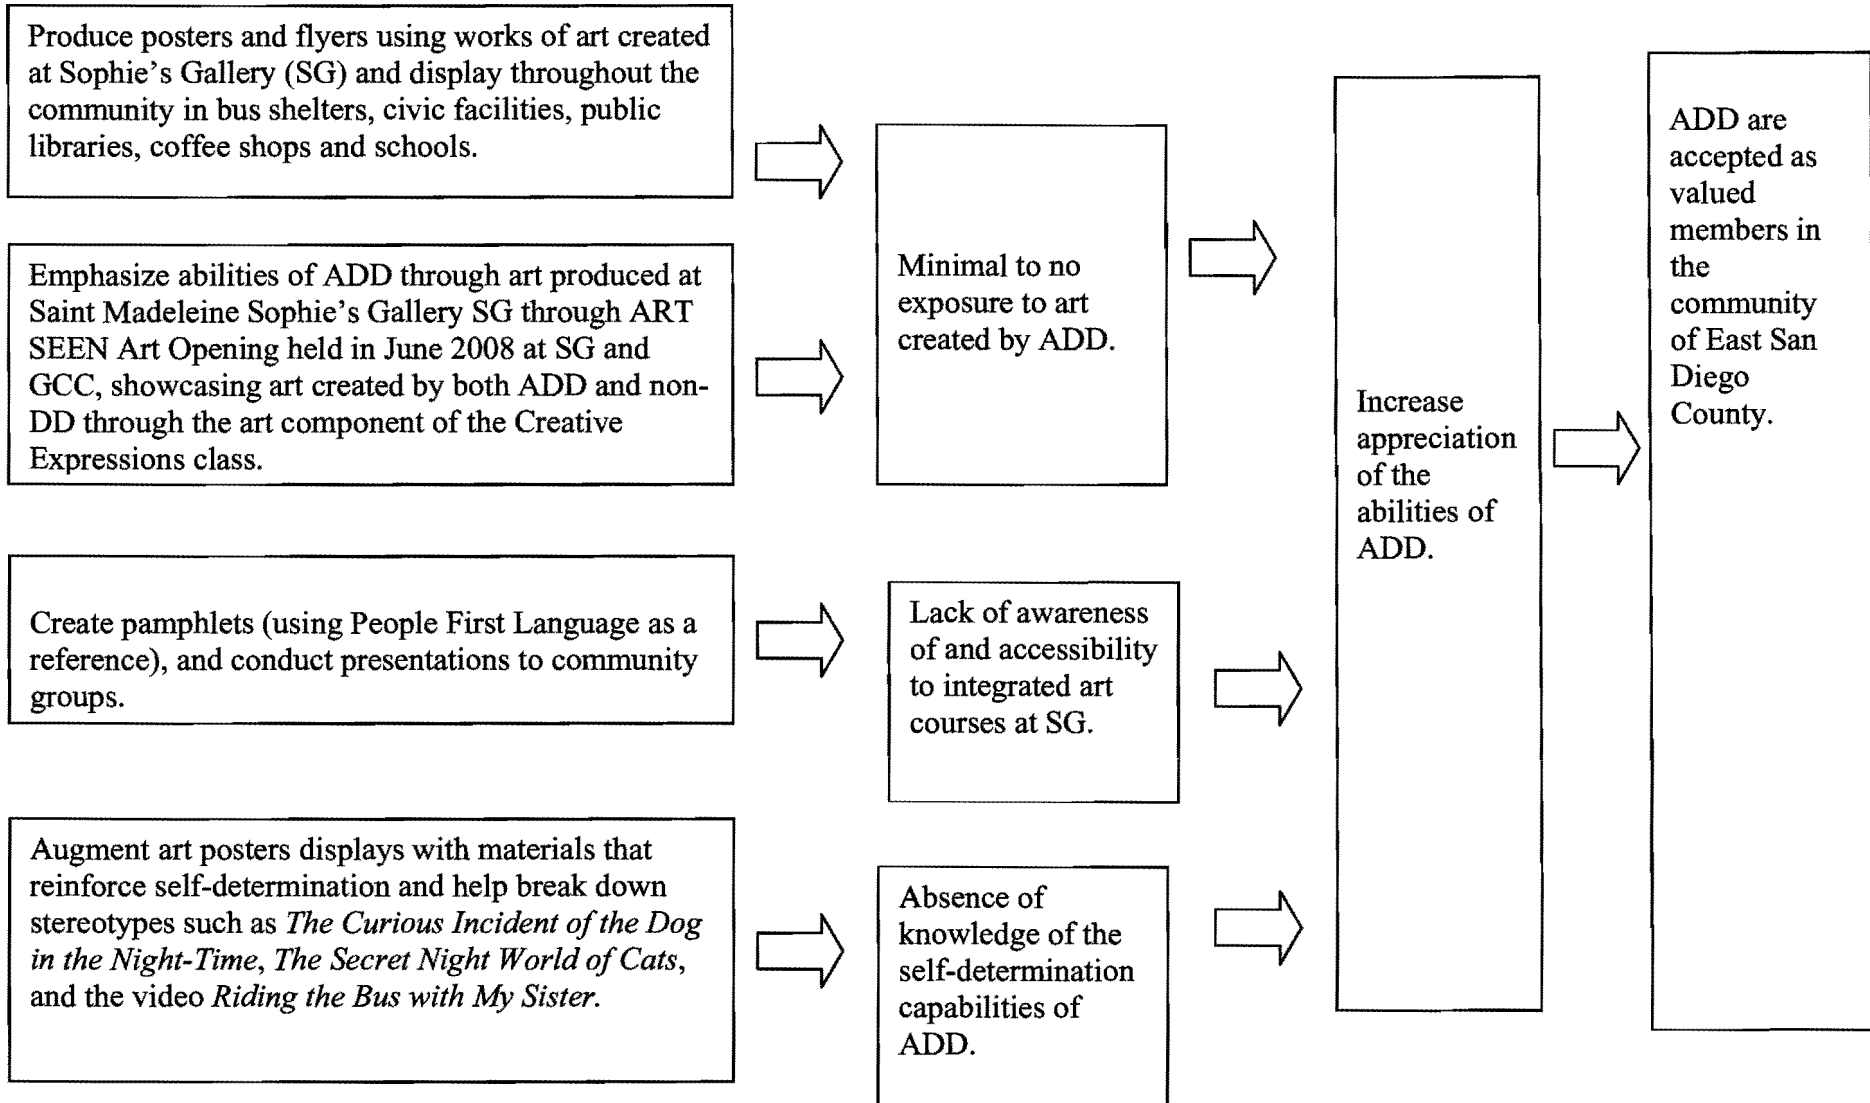 Produce posters and flyers using works of art created
at Sophie's Gallery (SG) and display throughout the
community in bus shelters, civic facilities, public
libraries, coffee shops and schools.
Emphasize abilities of ADD through art produced at
Saint Madeleine Sophie's Gallery SG through ART
SEEN Art Opening held in June 2008 at SG and
GCC, showcasing art created by both ADD and non-
DD through the art component of the Creative
Expressions class.
Create pamphlets (using People First Language as a
reference), and conduct presentations to community
groups.
Augment art posters displays with materials that
reinforce self-determination and help break down
stereotypes such as The Curious Incident of the Dog
in the Night-Time, The Secret Night World of Cats,
and the video Riding the Bus with My Sister.
Minimal to no
exposure to art
created by ADD.
Lack of awareness
of and accessibility
to integrated art
courses at SG.
Absence of
knowledge of the
self-determination
capabilities of
ADD.
Increase
appreciation
of the
abilities of
ADD.
ADD are
accepted as
valued
members in
the
community
of East San
Diego
County.